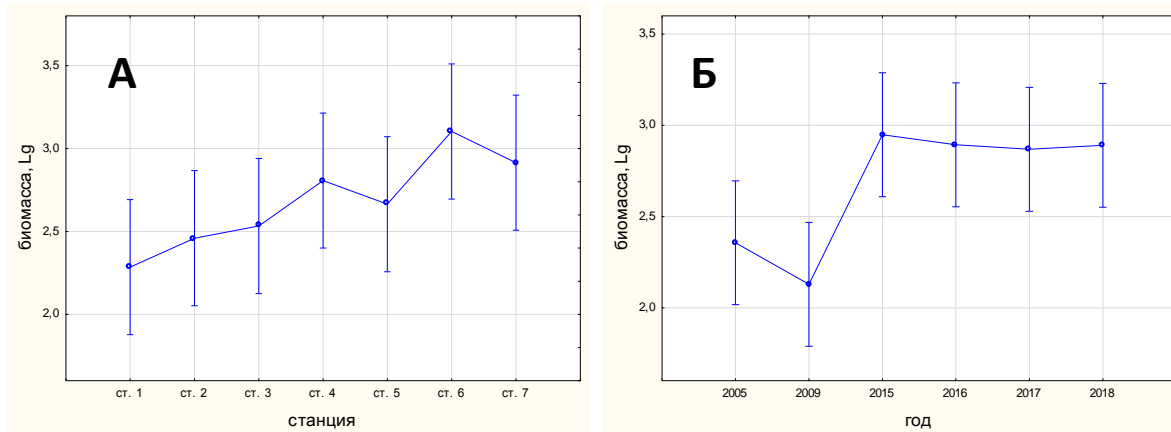 А
биомасса, Lg
3,5
3,0
2,5
2,0
ст. 1 ст. 2 ст. 3 ст. 4 ст. 5 ст. 6 ст. 7
станция
Б
биомасса, Lg
3,5
3,0
2,5
2,0
2005 2009 2015 2016 2017 2018
год